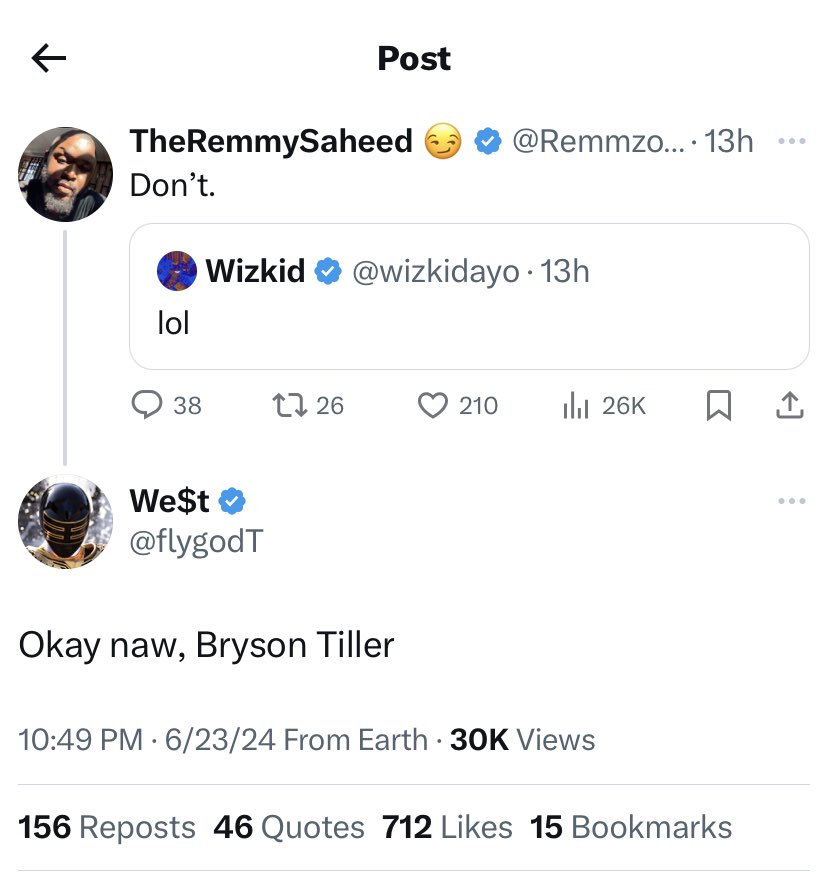 Post
TheRemmySaheed 😏 @Remmzo... · 13h
Don’t.
Wizkid @wizkidayo · 13h
lol
38 26 210 26K
We$t
@flygodT
Okay naw, Bryson Tiller
10:49 PM · 6/23/24 From Earth · 30K Views
156 Reposts 46 Quotes 712 Likes 15 Bookmarks